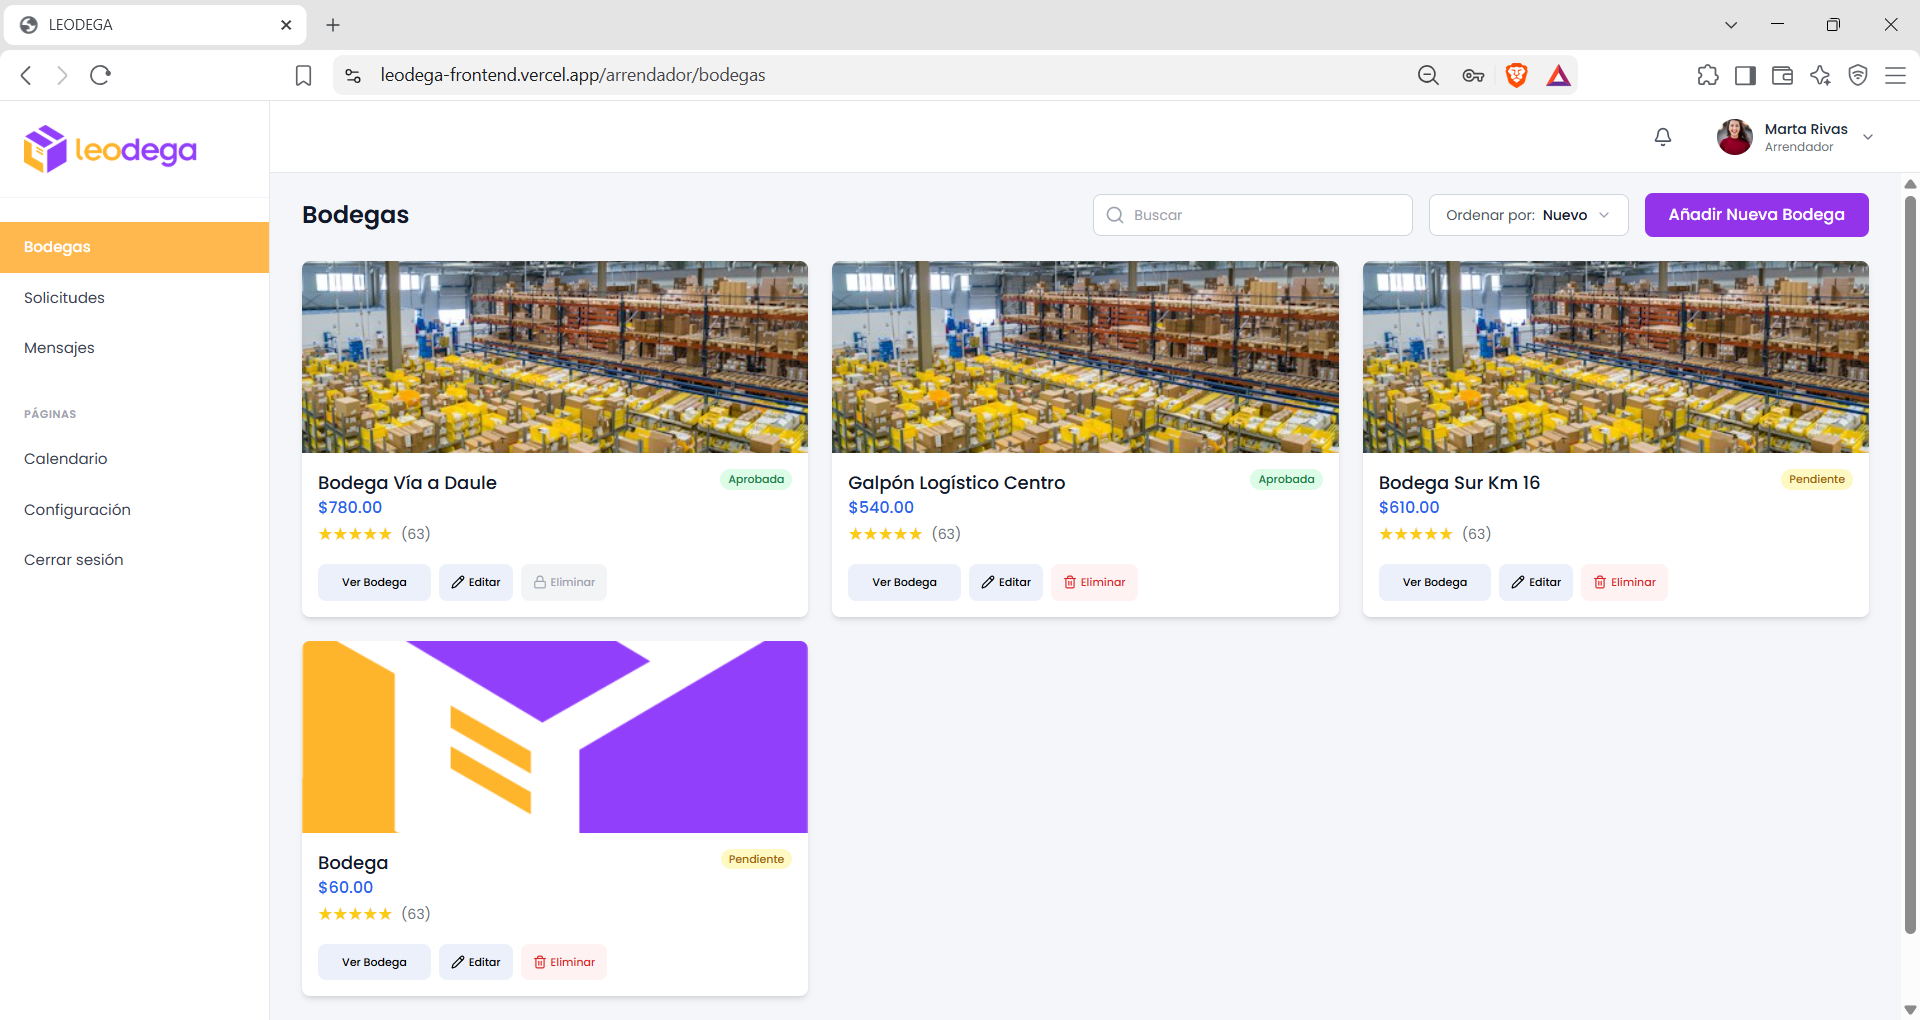 LEODEGA
leodega-frontend.vercel.app/arrendador/bodegas
leodega
Marta Rivas
Arrendador
Bodegas
Solicitudes
Mensajes
PÁGINAS
Calendario
Configuración
Cerrar sesión
Bodegas
Buscar
Ordenar por: Nuevo
Añadir Nueva Bodega
Bodega Vía a Daule
Aprobada
$780.00
(63)
Ver Bodega
Editar
Eliminar
Galpón Logístico Centro
Aprobada
$540.00
(63)
Ver Bodega
Editar
Eliminar
Bodega Sur Km 16
Pendiente
$610.00
(63)
Ver Bodega
Editar
Eliminar
Bodega
Pendiente
$60.00
(63)
Ver Bodega
Editar
Eliminar